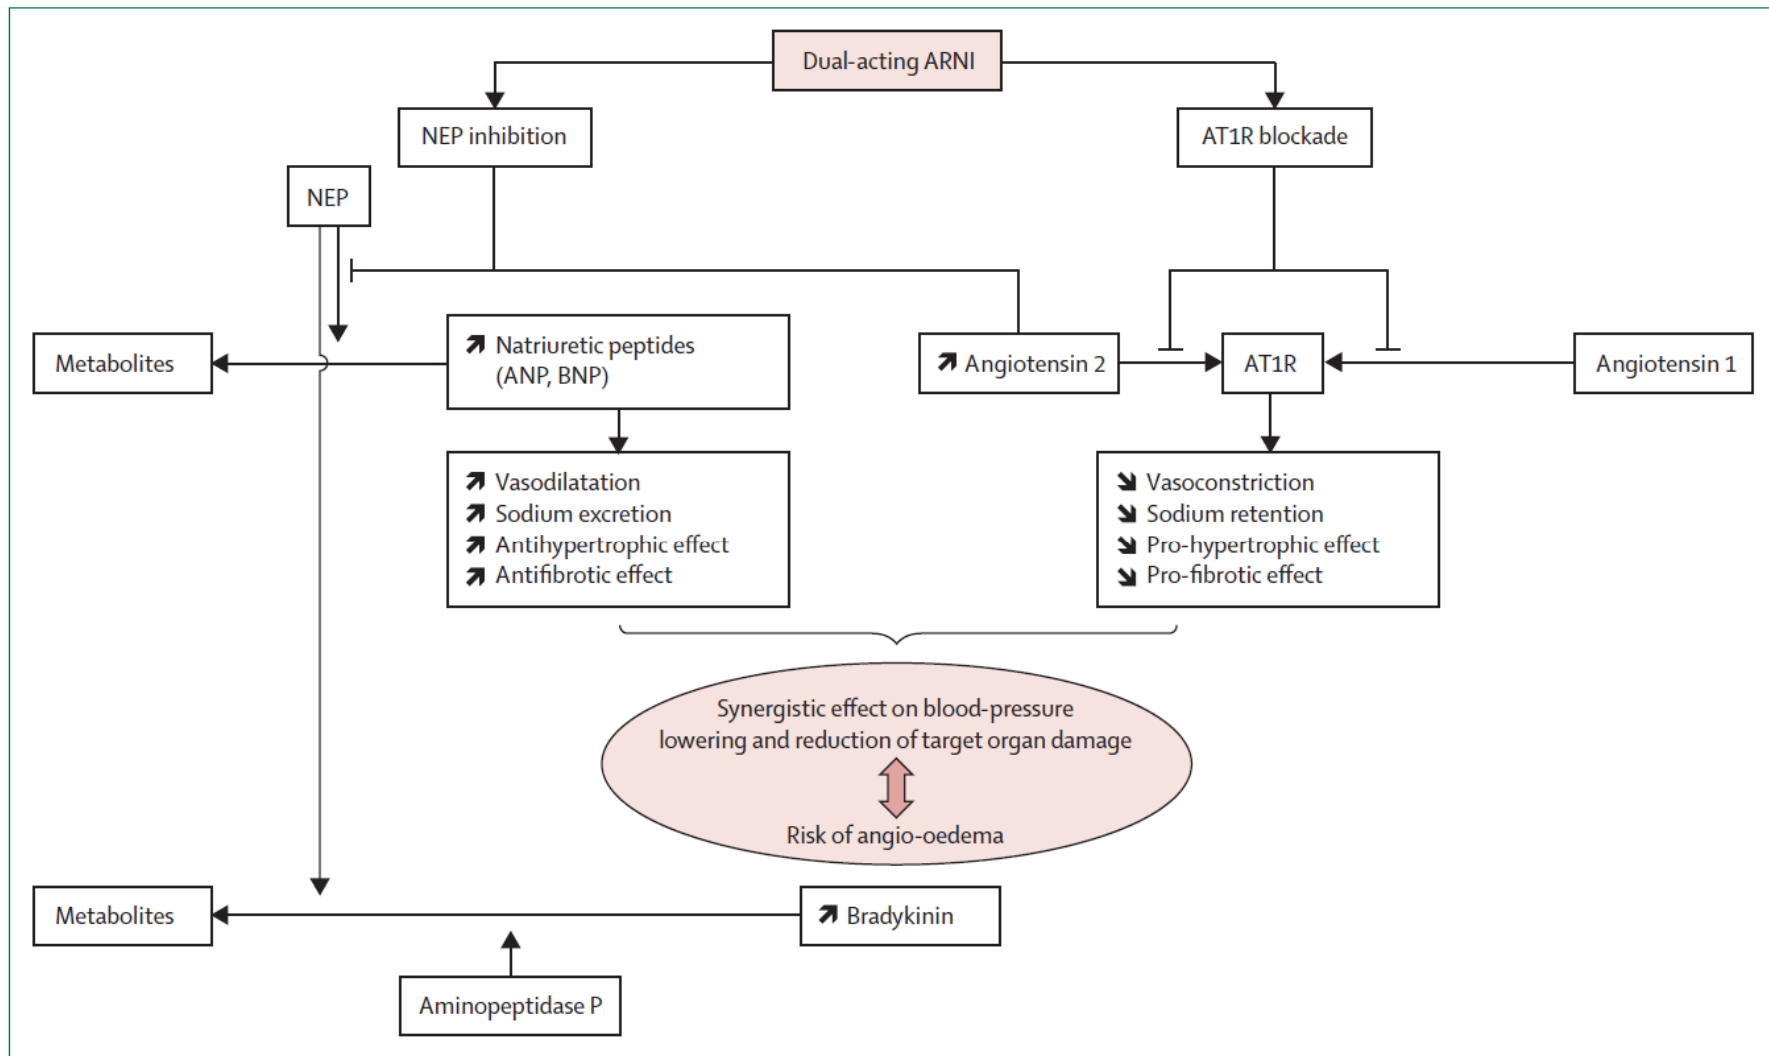 Dual-acting ARNI
NEP inhibition
AT1R blockade
NEP
Metabolites
Natriuretic peptides
(ANP, BNP)
Angiotensin 2
AT1R
Angiotensin 1
Vasodilatation
Sodium excretion
Antihypertrophic effect
Antifibrotic effect
Vasoconstriction
Sodium retention
Pro-hypertrophic effect
Pro-fibrotic effect
Synergistic effect on blood-pressure
lowering and reduction of target organ damage
Risk of angio-oedema
Metabolites
Bradykinin
Aminopeptidase P